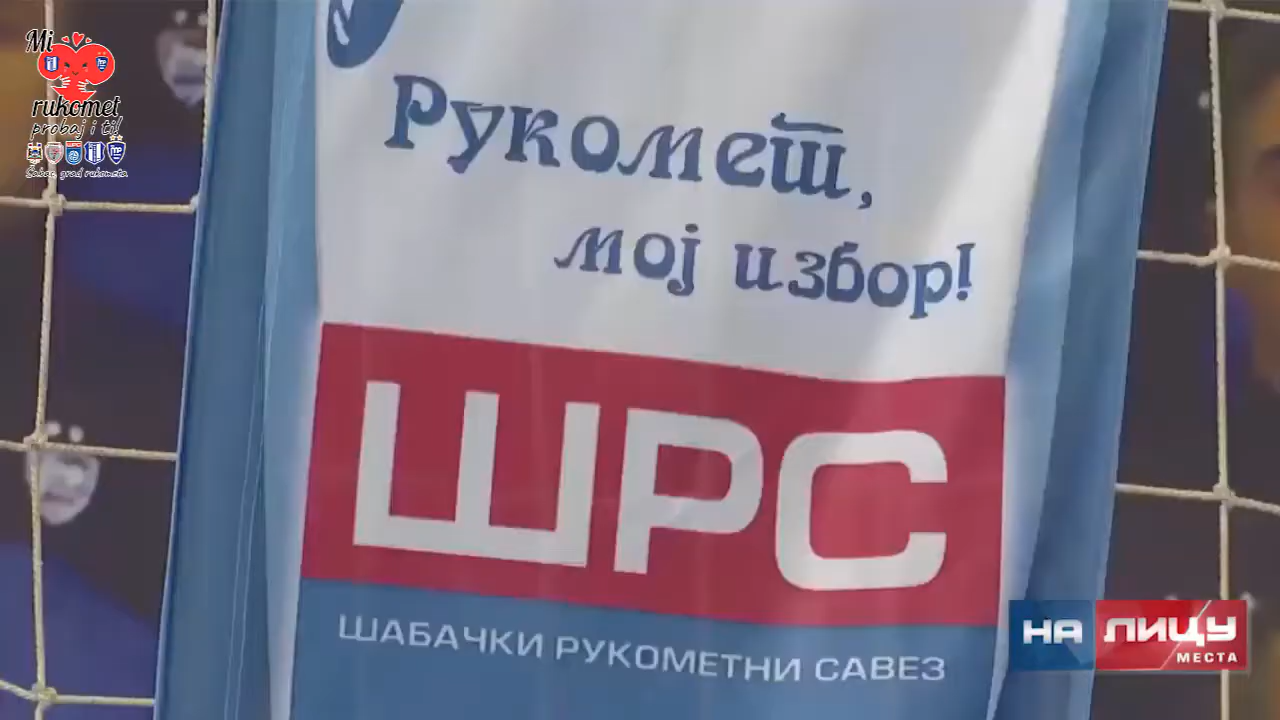 Mi
rukomet
probaj i ti!
Šabac, grad rukometa
Рукомет,
мој избор!
ШРС
ШАБАЧКИ РУКОМЕТНИ САВЕЗ
НА ЛИЦУ
МЕСТА